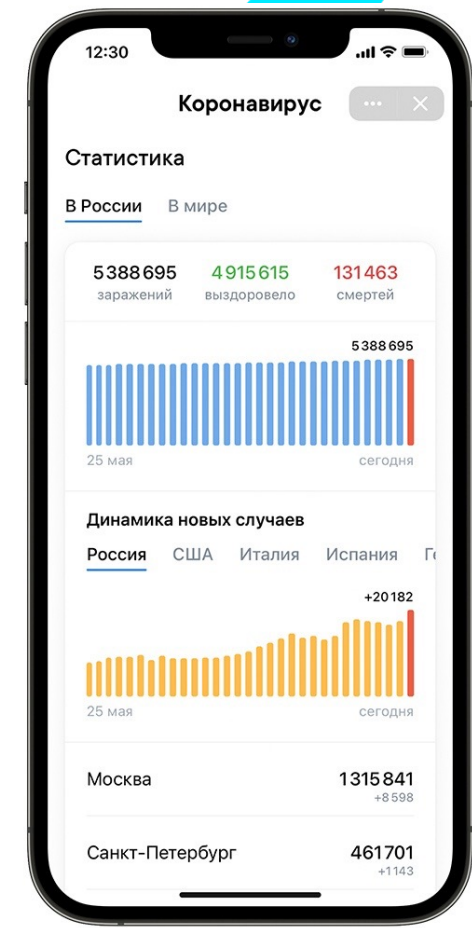 12:30
Коронавирус
Статистика
В России В мире
5 388 695 4 915 615 131 463
заражений выздоровело смертей
5 388 695
25 мая сегодня
Динамика новых случаев
Россия США Италия Испания
+20 182
25 мая сегодня
Москва 1 315 841
+8 598
Санкт-Петербург 461 701
+1 143